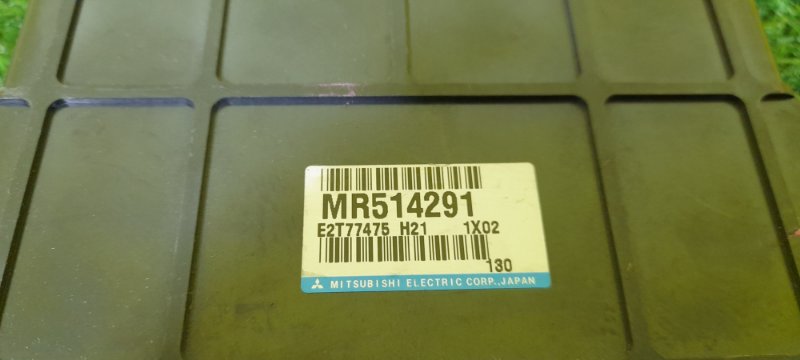 MR514291
E2T77475 H21 1X02
130
MITSUBISHI ELECTRIC CORP., JAPAN